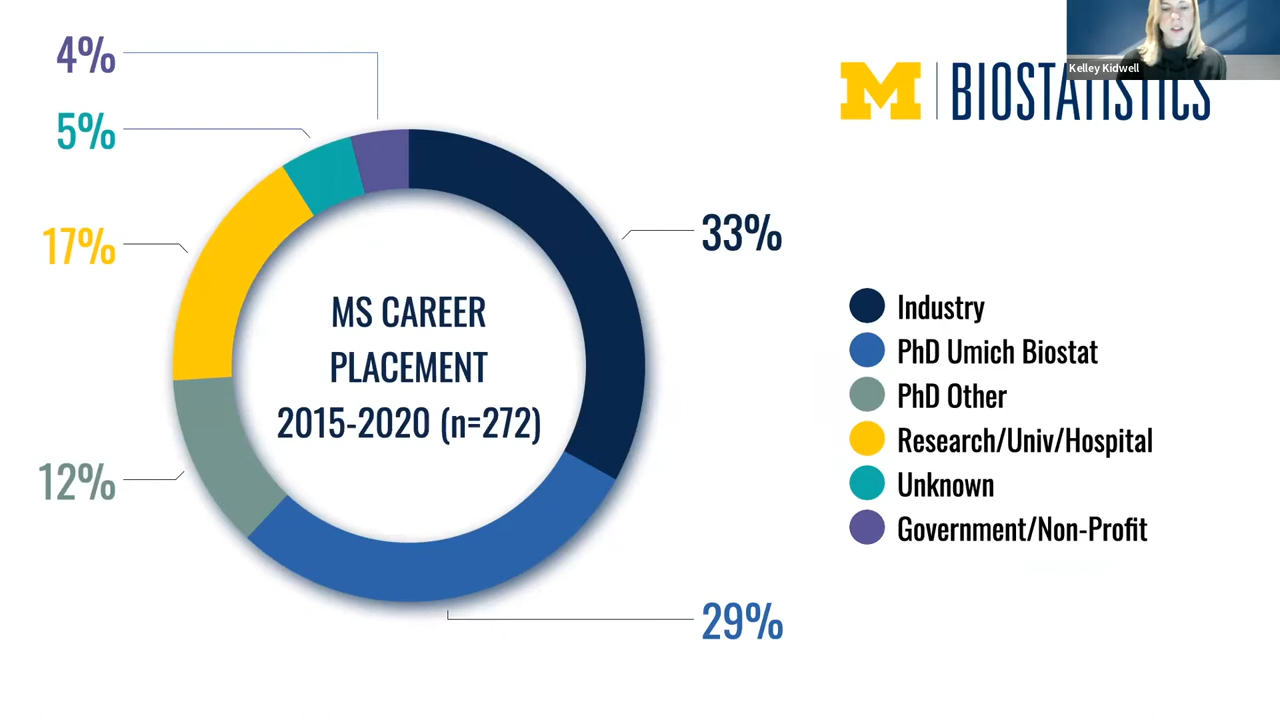 Kelley Kidwell
M BIOSTATISTICS
4%
5%
17%
33%
MS CAREER
PLACEMENT
2015-2020 (n=272)
12%
29%
Industry
PhD Umich Biostat
PhD Other
Research/Univ/Hospital
Unknown
Government/Non-Profit